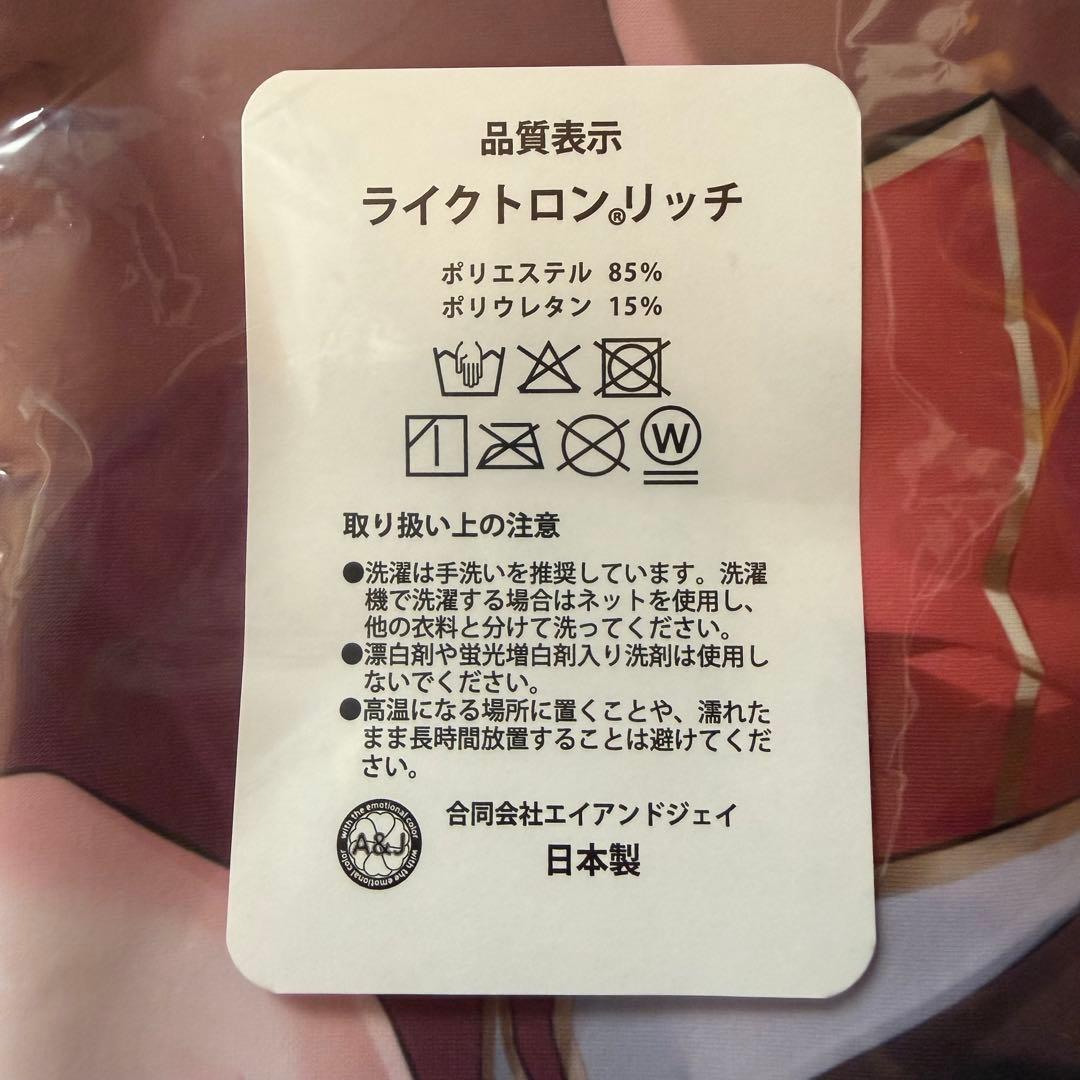 品質表示
ライクトロン®リッチ
ポリエステル 85%
ポリウレタン 15%
W
取り扱い上の注意
●洗濯は手洗いを推奨しています。洗濯
機で洗濯する場合はネットを使用し、
他の衣料と分けて洗ってください。
●漂白剤や蛍光増白剤入り洗剤は使用し
ないでください。
●高温になる場所に置くことや、濡れた
まま長時間放置することは避けてくだ
さい。
with the emotional color
A&J
with the emotional color
合同会社エイアンドジェイ
日本製